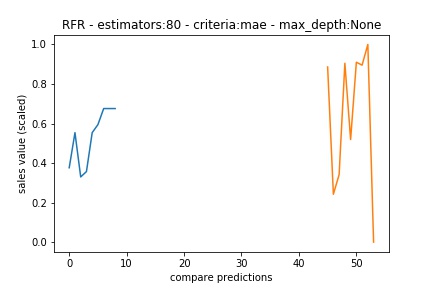 RFR - estimators:80 - criteria:mae - max_depth:None
1.0
0.8
0.6
0.4
0.2
0.0
sales value (scaled)
0 10 20 30 40 50
compare predictions